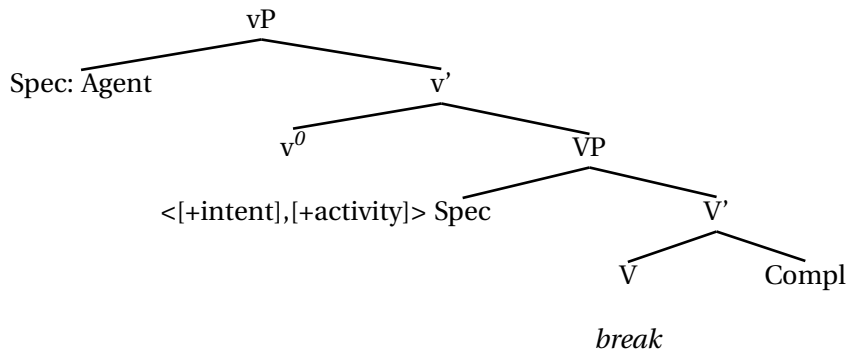 vP
Spec: Agent v'
v0 VP
<[+intent],[+activity]> Spec V'
V Compl
break